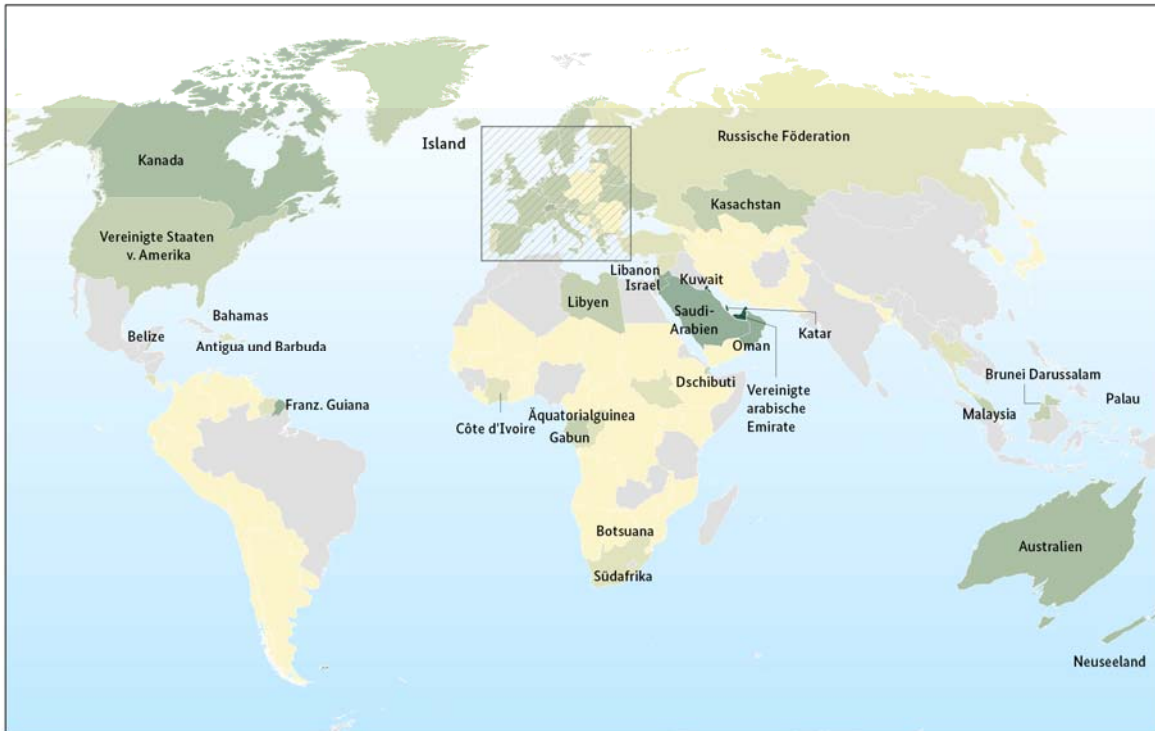 Island
Russische Föderation
Kanada
Kasachstan
Vereinigte Staaten
v. Amerika
Libanon
Israel
Kuwait
Libyen
Saudi-
Arabien
Bahamas
Belize
Antigua und Barbuda
Katar
Oman
Brunei Darussalam
Dschibuti
Vereinigte
arabische
Emirate
Palau
Franz. Guiana
Äquatorialguinea
Malaysia
Côte d'Ivoire
Gabun
Botsuana
Australien
Südafrika
Neuseeland